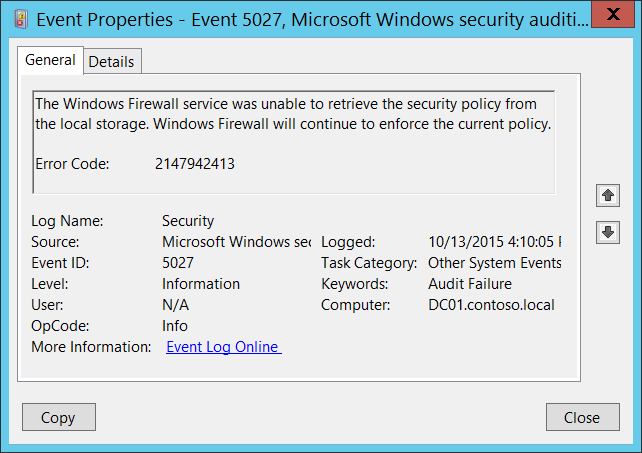 Event Properties - Event 5027, Microsoft Windows security auditi...
X
General Details
The Windows Firewall service was unable to retrieve the security policy from
the local storage. Windows Firewall will continue to enforce the current policy.
Error Code: 2147942413
Log Name: Security
Source: Microsoft Windows sec Logged: 10/13/2015 4:10:05
Event ID: 5027 Task Category: Other System Events
Level: Information Keywords: Audit Failure
User: N/A Computer: DC01.contoso.local
OpCode: Info
More Information: Event Log Online
Copy Close